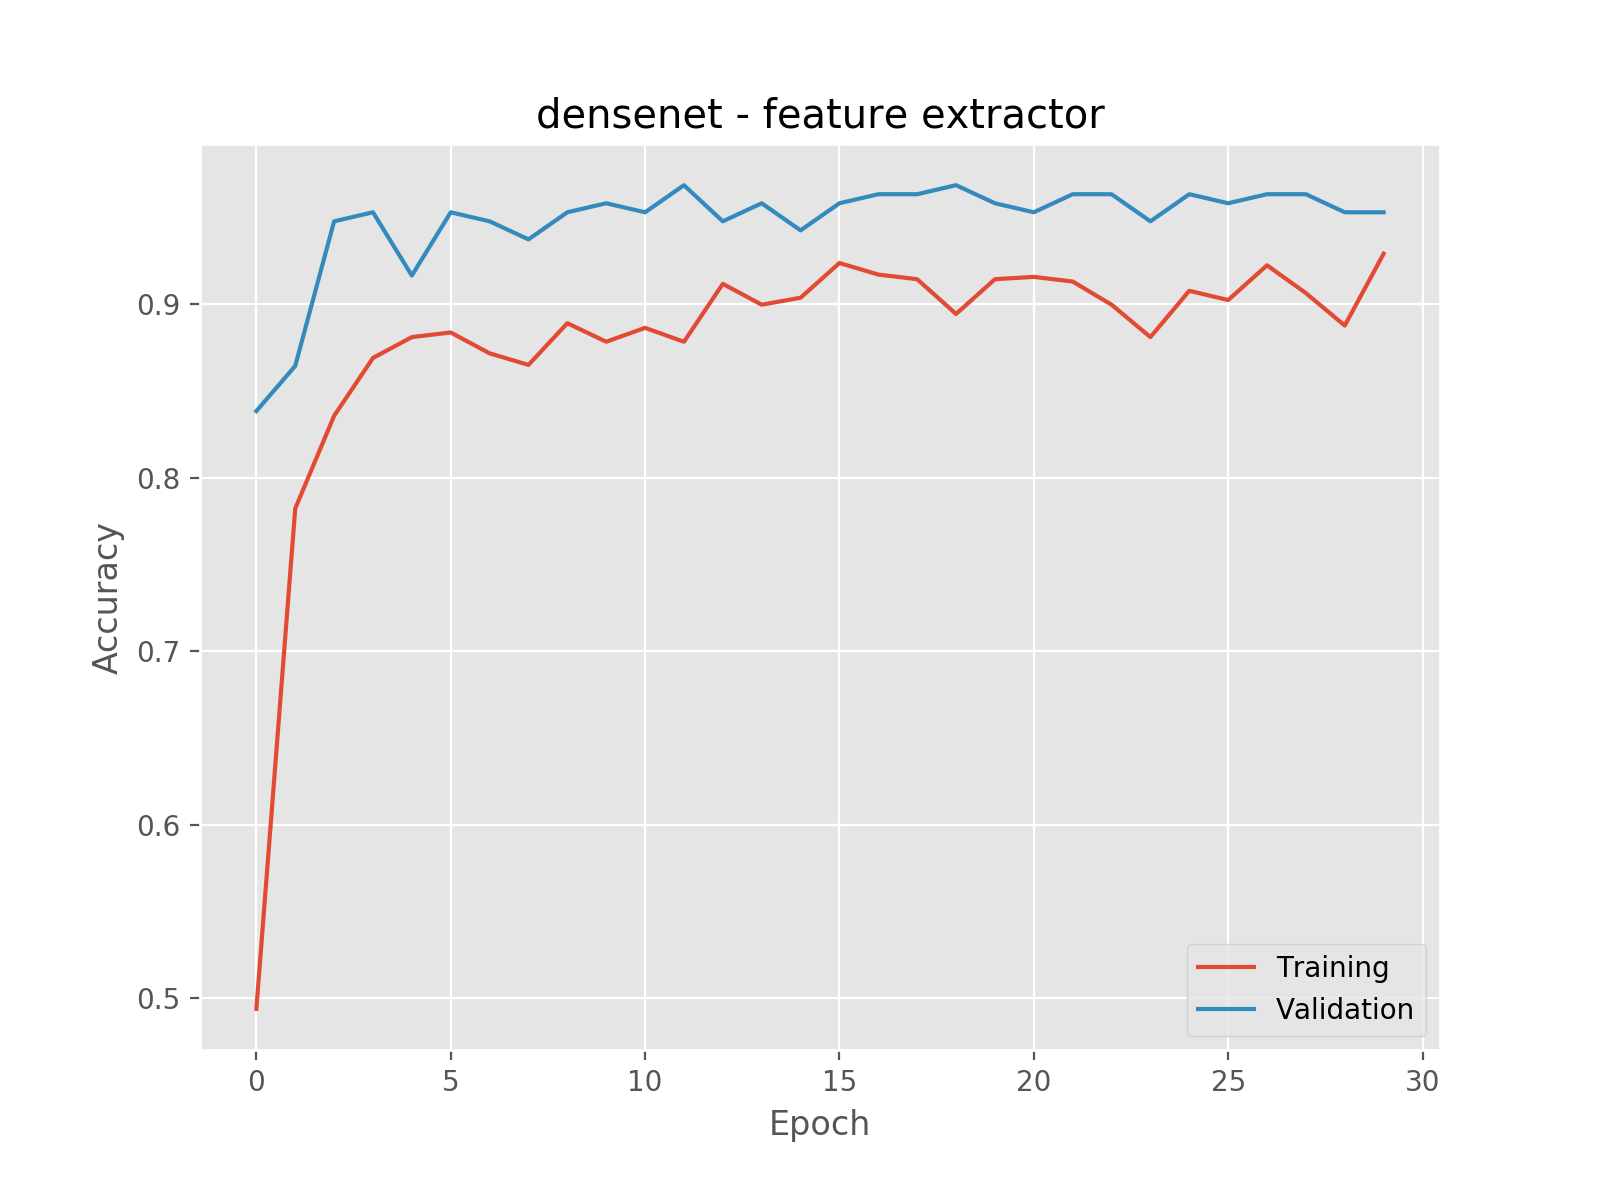 densenet - feature extractor
0.9
0.8
0.7
0.6
0.5
Accuracy
Training
Validation
0 5 10 15 20 25 30
Epoch